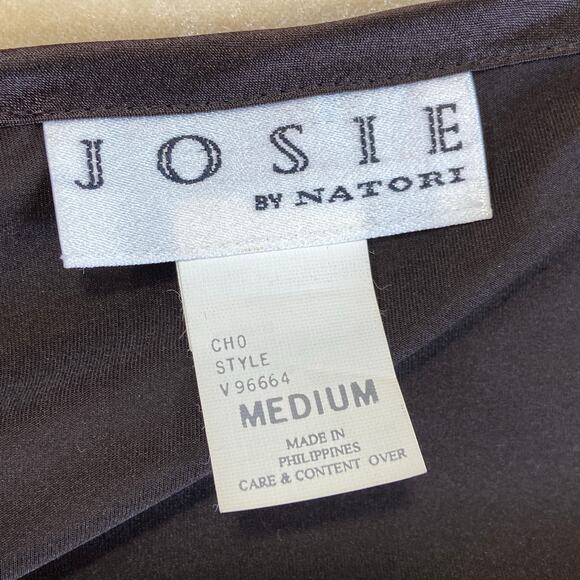 JOSIE
BY NATORI
CHO
STYLE
V 96664
MEDIUM
MADE IN
PHILIPPINES
CARE & CONTENT OVER